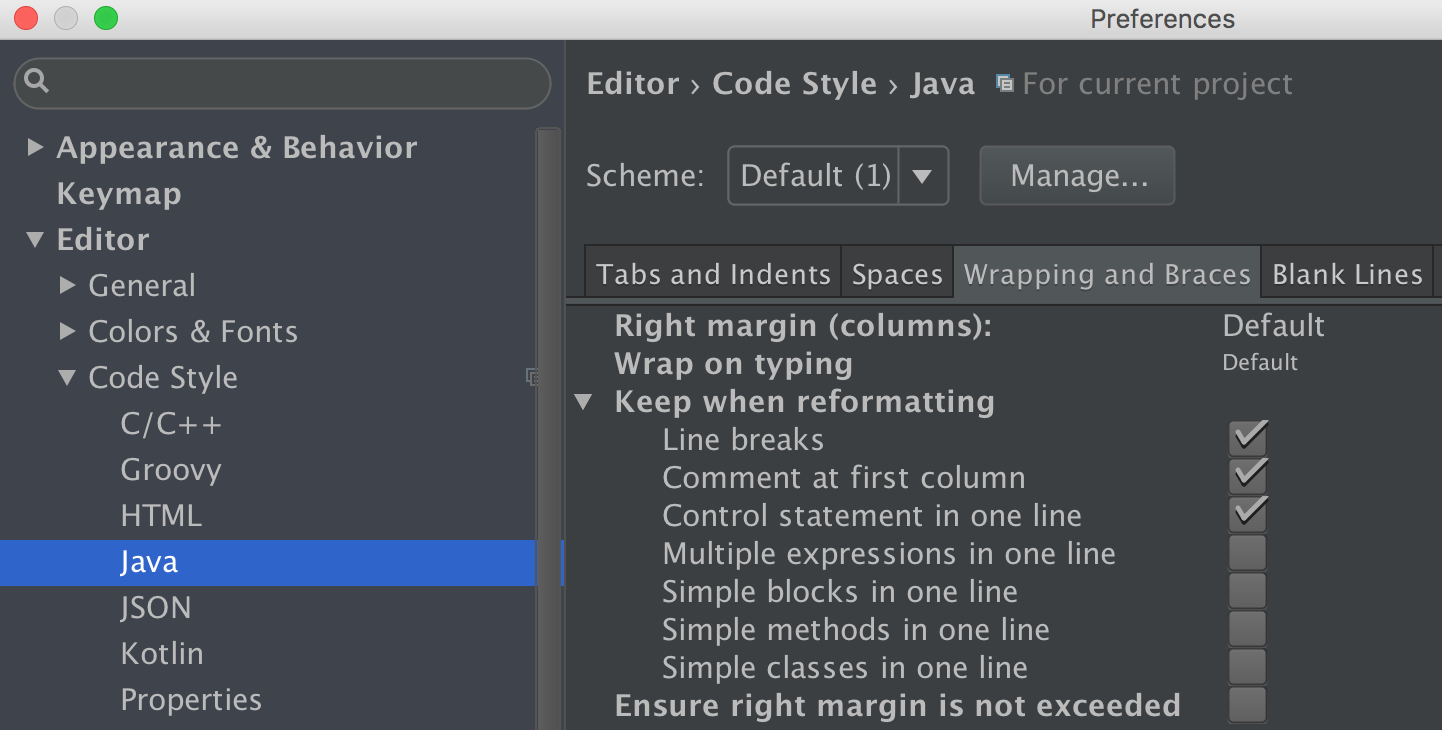 Preferences
Appearance & Behavior
Keymap
Editor
General
Colors & Fonts
Code Style
C/C++
Groovy
HTML
Java
JSON
Kotlin
Properties
Editor › Code Style › Java For current project
Scheme: Default (1) Manage...
Tabs and Indents Spaces Wrapping and Braces Blank Lines
Right margin (columns): Default
Wrap on typing Default
Keep when reformatting
Line breaks
Comment at first column
Control statement in one line
Multiple expressions in one line
Simple blocks in one line
Simple methods in one line
Simple classes in one line
Ensure right margin is not exceeded